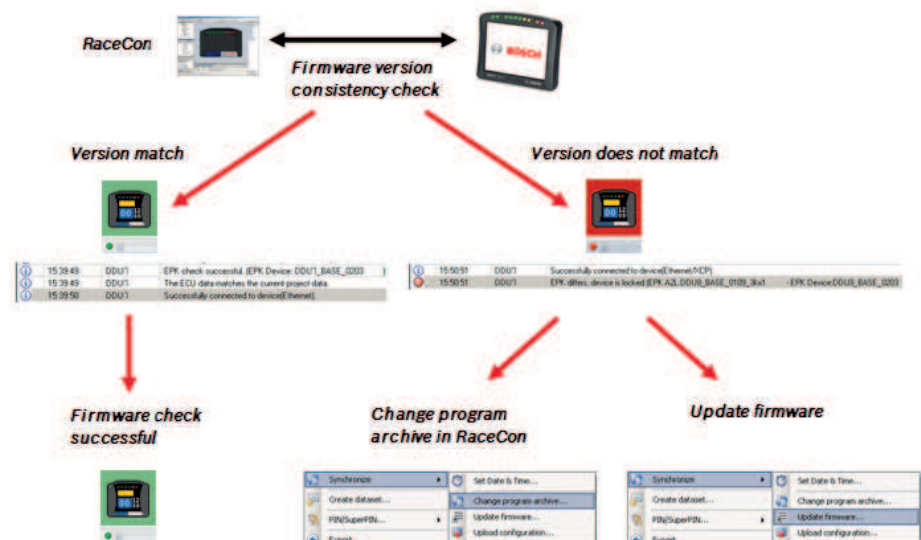 RaceCon
BOSCH
Firmware version
consistency check
Version match
Version does not match
15:39:49 DDU7 EPK check successful. (EPK Device: DDU7_BASE_0203 )
15:39:49 DDU7 The ECU data matches the current project data.
15:39:50 DDU7 Successfully connected to device(Ethernet).
15:50:51 DDU7 Successfully connected to device(Ethernet/XCP).
15:50:51 DDU7 EPK differs, device is locked (EPK A2L:DDU8_BASE_0109_3kx1 - EPK Device:DDU8_BASE_0203
Firmware check
successful
Change program
archive in RaceCon
Update firmware
Synchronize Set Date & Time...
Create dataset... Change program archive...
PIN/SuperPIN... Update firmware...
Export Upload configuration...
Synchronize Set Date & Time...
Create dataset... Change program archive...
PIN/SuperPIN... Update firmware...
Export Upload configuration...